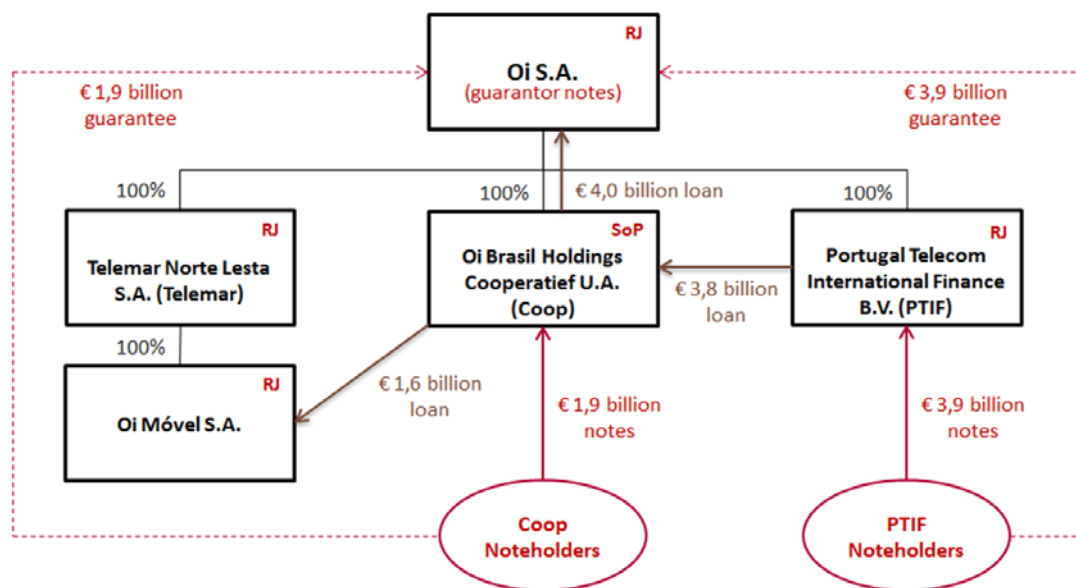 RJ
Oi S.A.
(guarantor notes)
€ 1,9 billion
guarantee
€ 3,9 billion
guarantee
100%
100%
€ 4,0 billion loan
100%
RJ
Telemar Norte Lesta
S.A. (Telemar)
SoP
Oi Brasil Holdings
Cooperatief U.A.
(Coop)
€ 3,8 billion
loan
RJ
Portugal Telecom
International Finance
B.V. (PTIF)
100%
RJ
Oi Móvel S.A.
€ 1,6 billion
loan
€ 1,9 billion
notes
€ 3,9 billion
notes
Coop
Noteholders
PTIF
Noteholders